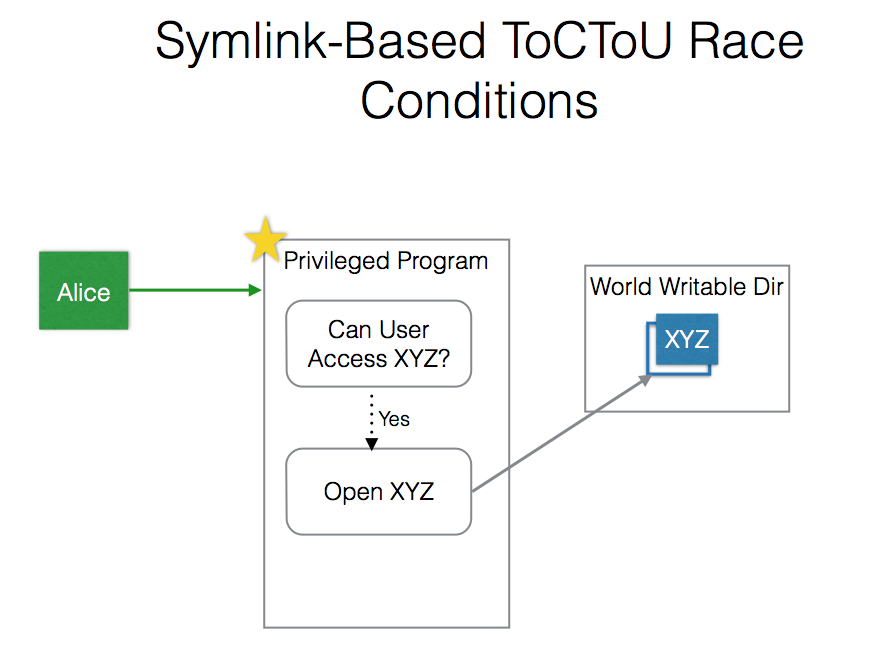 Symlink-Based ToCToU Race
Conditions
Alice
Privileged Program
Can User
Access XYZ?
Yes
Open XYZ
World Writable Dir
XYZ